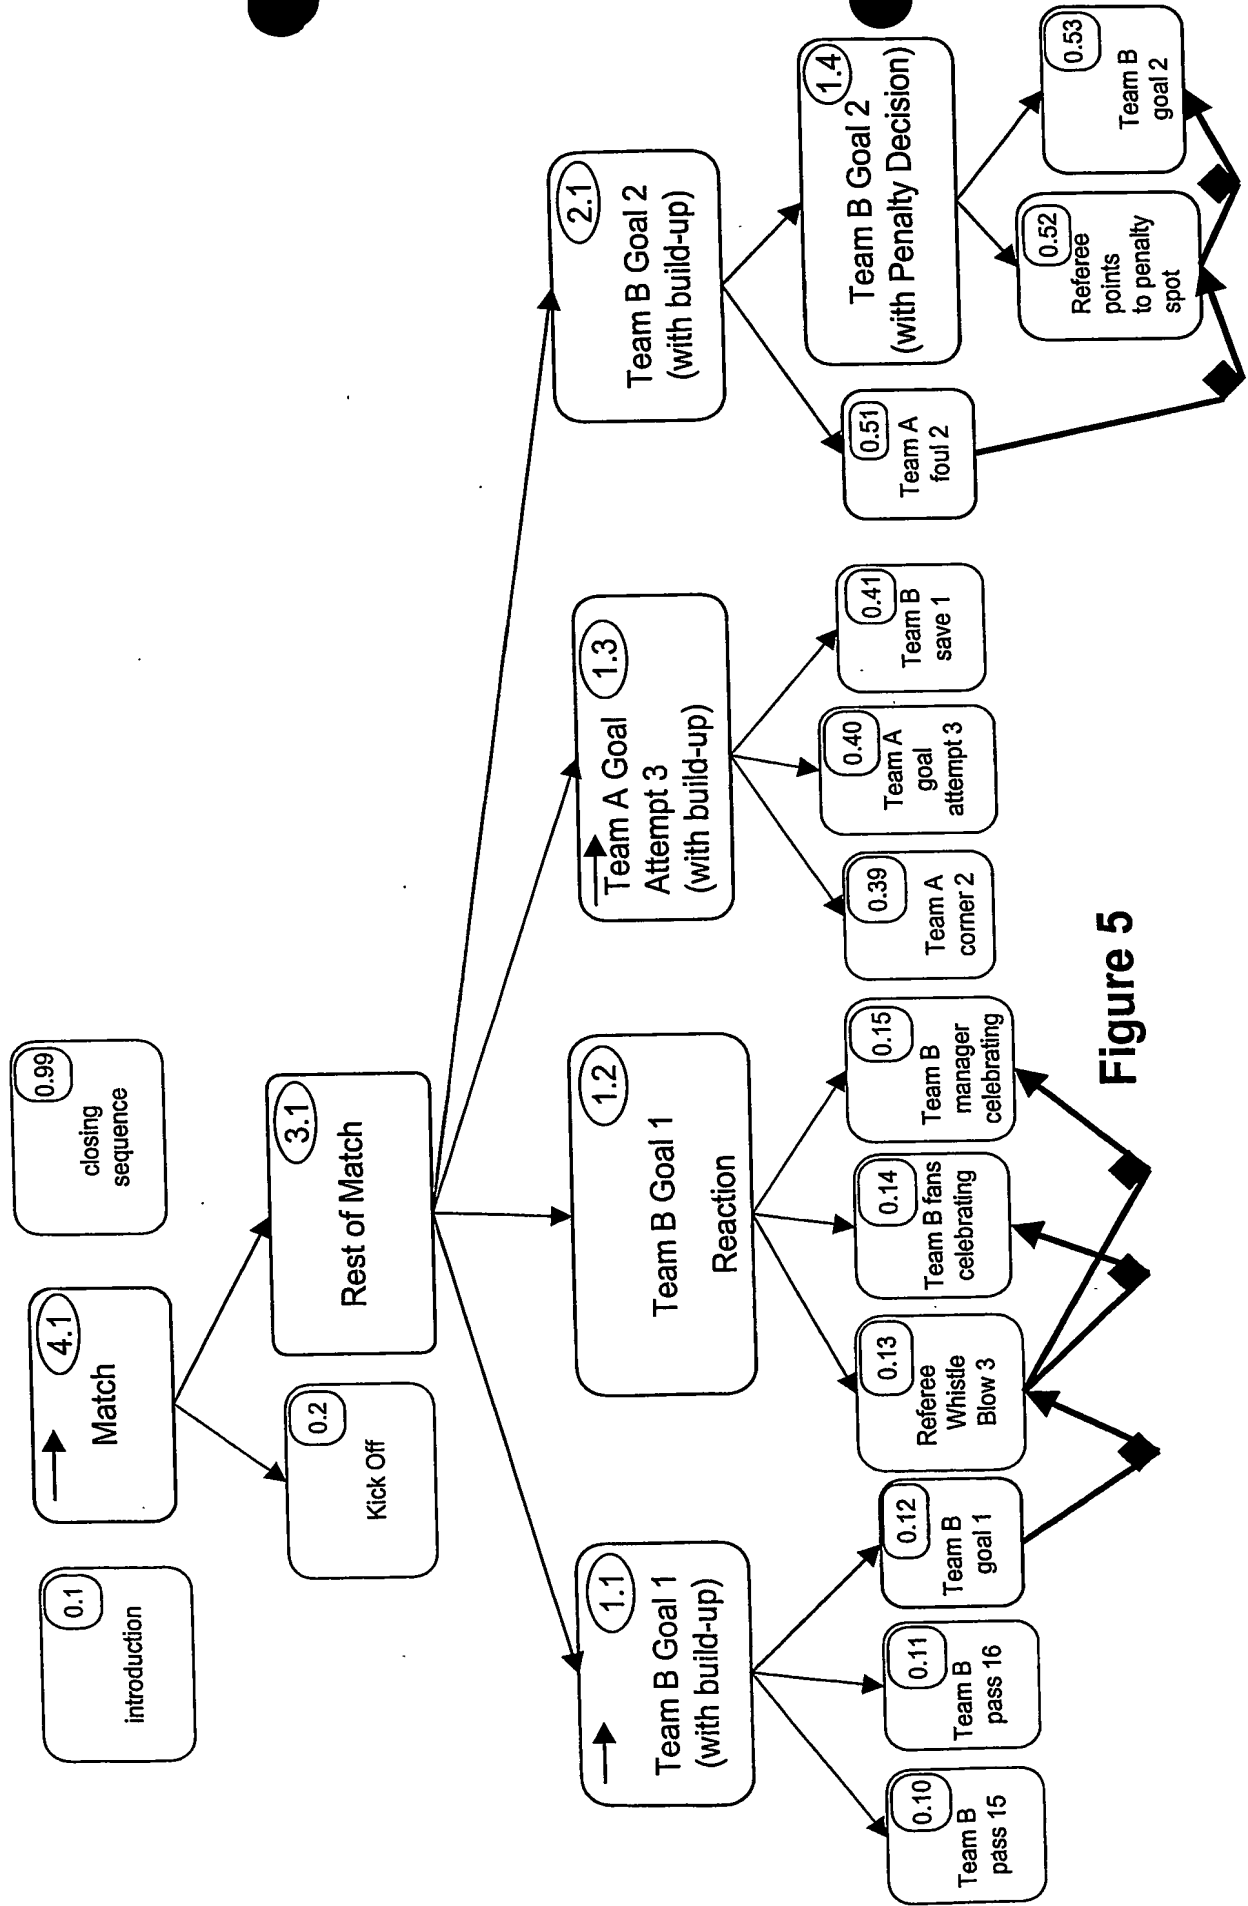 0.1
introduction
4.1
Match
0.99
closing
sequence
0.2
Kick Off
3.1
Rest of Match
1.1
Team B Goal 1
(with build-up)
1.2
Team B Goal 1
Reaction
1.3
Team A Goal
Attempt 3
(with build-up)
2.1
Team B Goal 2
(with build-up)
0.10
Team B
pass 15
0.11
Team B
pass 16
0.12
Team B
goal 1
0.13
Referee
Whistle
Blow 3
0.14
Team B fans
celebrating
0.15
Team B
manager
celebrating
0.39
Team A
corner 2
0.40
Team A
goal
attempt 3
0.41
Team B
save 1
0.51
Team A
foul 2
1.4
Team B Goal 2
(with Penalty Decision)
0.52
Referee
points
to penalty
spot
0.53
Team B
goal 2
Figure 5